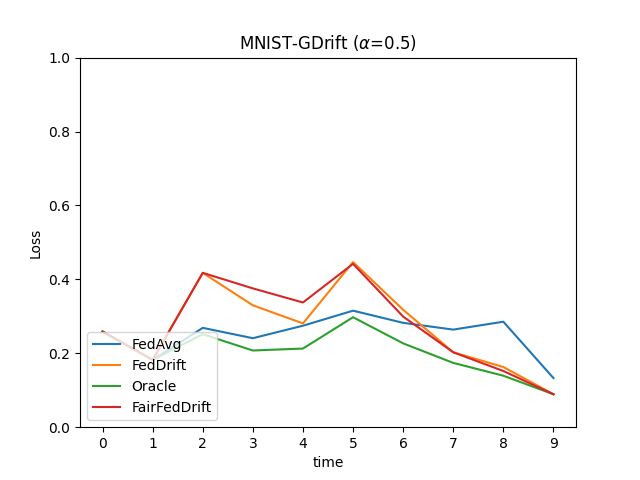 MNIST-GDrift (α=0.5)
1.0
0.8
0.6
0.4
0.2
0.0
Loss
FedAvg
FedDrift
Oracle
FairFedDrift
0 1 2 3 4 5 6 7 8 9
time